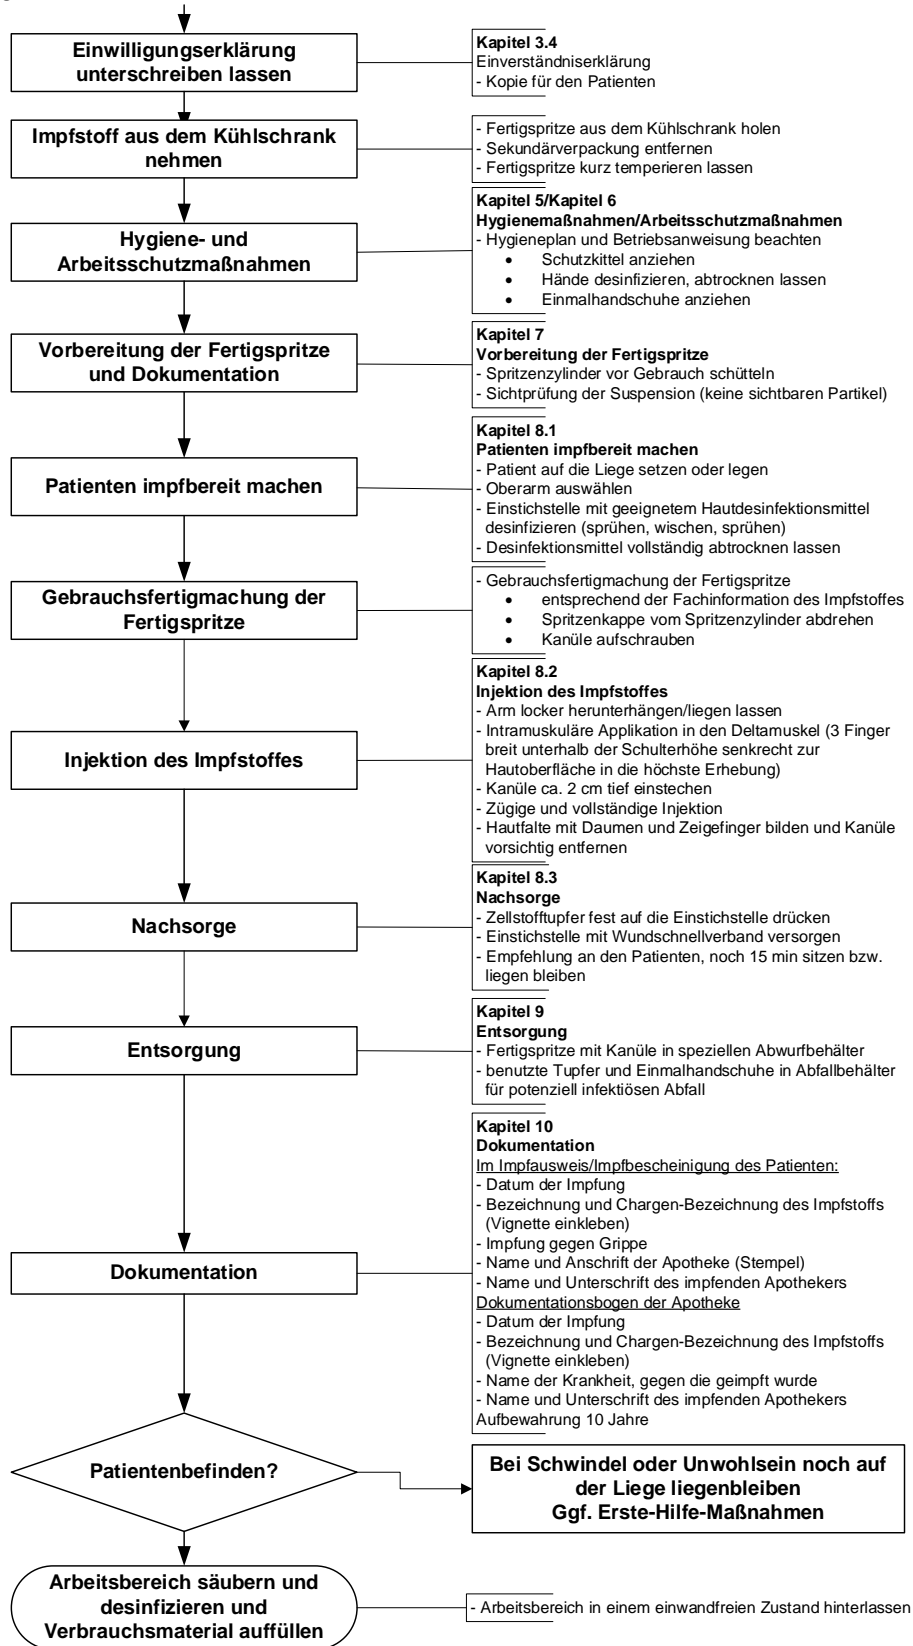 Einwilligungserklärung
unterschreiben lassen
Kapitel 3.4
Einverständniserklärung
- Kopie für den Patienten
Impfstoff aus dem Kühlschrank
nehmen
- Fertigspritze aus dem Kühlschrank holen
- Sekundärverpackung entfernen
- Fertigspritze kurz temperieren lassen
Hygiene- und
Arbeitsschutzmaßnahmen
Kapitel 5/Kapitel 6
Hygienemaßnahmen/Arbeitsschutzmaßnahmen
- Hygieneplan und Betriebsanweisung beachten
• Schutzkittel anziehen
• Hände desinfizieren, abtrocknen lassen
• Einmalhandschuhe anziehen
Vorbereitung der Fertigspritze
und Dokumentation
Kapitel 7
Vorbereitung der Fertigspritze
- Spritzenzylinder vor Gebrauch schütteln
- Sichtprüfung der Suspension (keine sichtbaren Partikel)
Patienten impfbereit machen
Kapitel 8.1
Patienten impfbereit machen
- Patient auf die Liege setzen oder legen
- Oberarm auswählen
- Einstichstelle mit geeignetem Hautdesinfektionsmittel
desinfizieren (sprühen, wischen, sprühen)
- Desinfektionsmittel vollständig abtrocknen lassen
Gebrauchsfertigmachung der
Fertigspritze
- Gebrauchsfertigmachung der Fertigspritze
• entsprechend der Fachinformation des Impfstoffes
• Spritzenkappe vom Spritzenzylinder abdrehen
• Kanüle aufschrauben
Injektion des Impfstoffes
Kapitel 8.2
Injektion des Impfstoffes
- Arm locker herunterhängen/liegen lassen
- Intramuskuläre Applikation in den Deltamuskel (3 Finger
breit unterhalb der Schulterhöhe senkrecht zur
Hautoberfläche in die höchste Erhebung)
- Kanüle ca. 2 cm tief einstechen
- Zügige und vollständige Injektion
- Hautfalte mit Daumen und Zeigefinger bilden und Kanüle
vorsichtig entfernen
Nachsorge
Kapitel 8.3
Nachsorge
- Zellstofftupfer fest auf die Einstichstelle drücken
- Einstichstelle mit Wundschnellverband versorgen
- Empfehlung an den Patienten, noch 15 min sitzen bzw.
liegen bleiben
Entsorgung
Kapitel 9
Entsorgung
- Fertigspritze mit Kanüle in speziellen Abwurfbehälter
- benutzte Tupfer und Einmalhandschuhe in Abfallbehälter
für potenziell infektiösen Abfall
Dokumentation
Kapitel 10
Dokumentation
Im Impfausweis/Impfbescheinigung des Patienten:
- Datum der Impfung
- Bezeichnung und Chargen-Bezeichnung des Impfstoffs
(Vignette einkleben)
- Impfung gegen Grippe
- Name und Anschrift der Apotheke (Stempel)
- Name und Unterschrift des impfenden Apothekers
Dokumentationsbogen der Apotheke
- Datum der Impfung
- Bezeichnung und Chargen-Bezeichnung des Impfstoffs
(Vignette einkleben)
- Name der Krankheit, gegen die geimpft wurde
- Name und Unterschrift des impfenden Apothekers
Aufbewahrung 10 Jahre
Patientenbefinden?
Bei Schwindel oder Unwohlsein noch auf
der Liege liegenbleiben
Ggf. Erste-Hilfe-Maßnahmen
Arbeitsbereich säubern und
desinfizieren und
Verbrauchsmaterial auffüllen
- Arbeitsbereich in einem einwandfreien Zustand hinterlassen